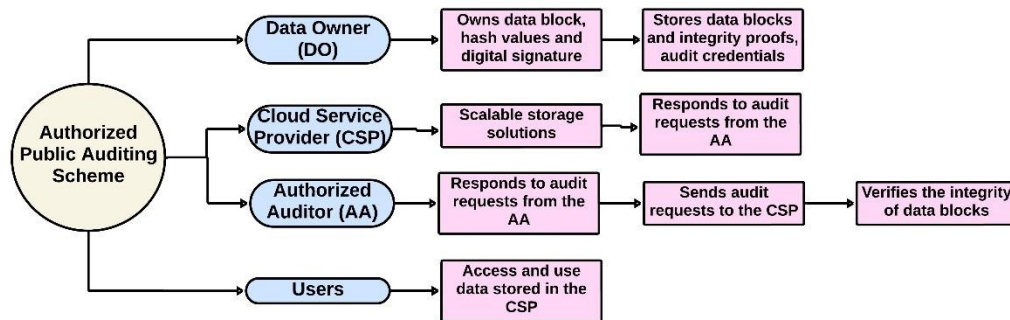 Data Owner
(DO)
Owns data block,
hash values and
digital signature
Stores data blocks
and integrity proofs,
audit credentials
Authorized
Public Auditing
Scheme
Cloud Service
Provider (CSP)
Scalable storage
solutions
Responds to audit
requests from the
AA
Authorized
Auditor (AA)
Responds to audit
requests from the
AA
Sends audit
requests to the CSP
Verifies the integrity
of data blocks
Users
Access and use
data stored in the
CSP